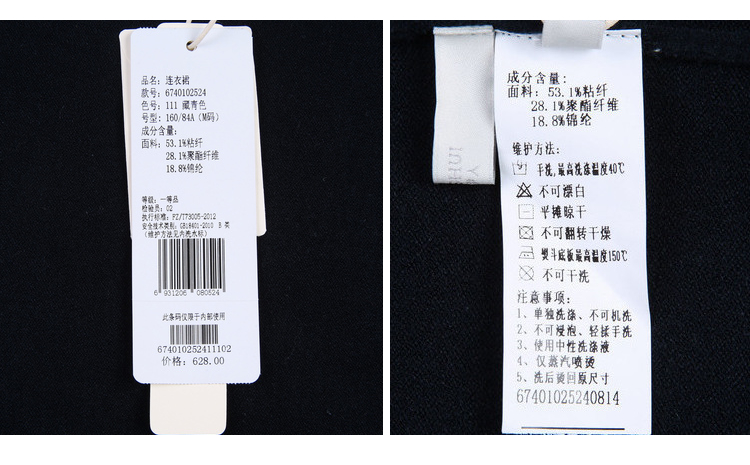 品名：连衣裙
款号：6740102524
色号：111 藏青色
号型：160/84A（M码）
成分含量：
面料：53.1%粘纤
28.1%聚酯纤维
18.8%锦纶
等级：一等品
检验员：02
执行标准：FZ/T73005-2012
安全技术类别：GB18401-2010 B 类
（维护方法见内洗水标）
6 931206 080524
此条码仅限于内部使用
674010252411102
价格：628.00
成分含量:
面料：53.1%粘纤
28.1%聚酯纤维
18.8%锦纶
维护方法：
手洗,最高洗涤温度40℃
不可漂白
平摊晾干
不可翻转干燥
熨斗底板最高温度150℃
不可干洗
注意事项：
1、单独洗涤、不可机洗
2、不可浸泡、轻揉手洗
3、使用中性洗涤液
4、仅蒸汽喷烫
5、洗后烫回原尺寸
67401025240814